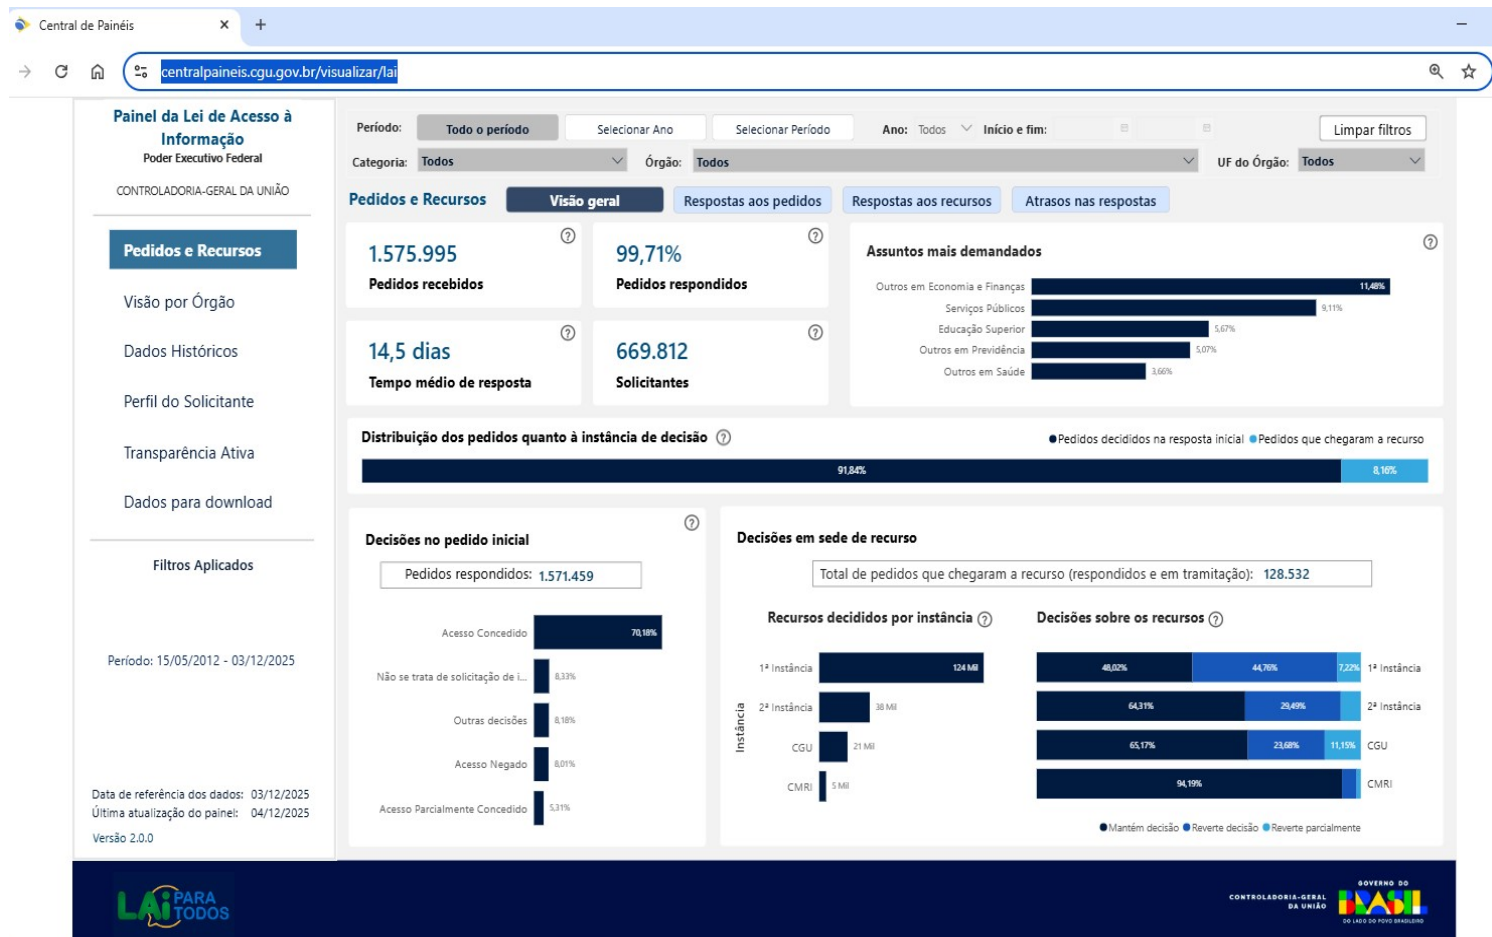 Central de Painéis
centralpaineis.cgu.gov.br/visualizar/lai
Painel da Lei de Acesso à
Informação
Poder Executivo Federal
CONTROLADORIA-GERAL DA UNIÃO
Pedidos e Recursos
Visão por Órgão
Dados Históricos
Perfil do Solicitante
Transparência Ativa
Dados para download
Filtros Aplicados
Período: 15/05/2012 - 03/12/2025
Data de referência dos dados: 03/12/2025
Última atualização do painel: 04/12/2025
Versão 2.0.0
Período: Todo o período Selecionar Ano Selecionar Período Ano: Todos Início e fim: Limpar filtros
Categoria: Todos Órgão: Todos UF do Órgão: Todos
Pedidos e Recursos Visão geral Respostas aos pedidos Respostas aos recursos Atrasos nas respostas
1.575.995
Pedidos recebidos
99,71%
Pedidos respondidos
14,5 dias
Tempo médio de resposta
669.812
Solicitantes
Assuntos mais demandados
Outros em Economia e Finanças 11,48%
Serviços Públicos 9,11%
Educação Superior 5,67%
Outros em Previdência 5,07%
Outros em Saúde 3,66%
Distribuição dos pedidos quanto à instância de decisão
Pedidos decididos na resposta inicial Pedidos que chegaram a recurso
91,84% 8,16%
Decisões no pedido inicial
Pedidos respondidos: 1.571.459
Acesso Concedido 70,18%
Não se trata de solicitação de i... 8,33%
Outras decisões 8,18%
Acesso Negado 8,01%
Acesso Parcialmente Concedido 5,31%
Decisões em sede de recurso
Total de pedidos que chegaram a recurso (respondidos e em tramitação): 128.532
Recursos decididos por instância
Instância
1ª Instância 124 Mil
2ª Instância 38 Mil
CGU 21 Mil
CMRI 5 Mil
Decisões sobre os recursos
48,02% 44,76% 7,22% 1ª Instância
64,31% 29,49% 2ª Instância
65,17% 23,68% 11,15% CGU
94,19% CMRI
Mantém decisão Reverte decisão Reverte parcialmente
LAi PARA
TODOS
CONTROLADORIA-GERAL
DA UNIÃO
GOVERNO DO
BRASIL
DO LADO DO POVO BRASILEIRO